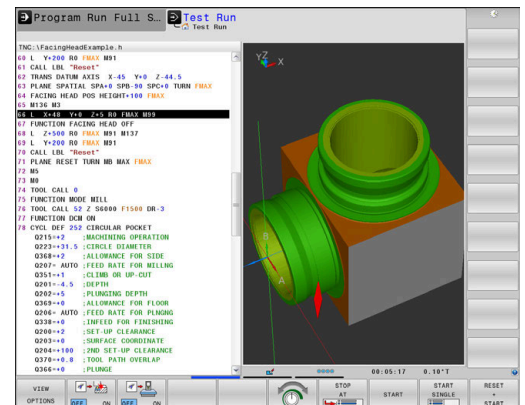 Program Run Full S...
Test Run
Test Run
TNC:\FacingHeadExample.h
60 L Y+200 R0 FMAX M91
61 CALL LBL "Reset"
62 TRANS DATUM AXIS X-45 Y+0 Z-44.5
63 PLANE SPATIAL SPA+0 SPB-90 SPC+0 TURN FMAX
64 FACING HEAD POS HEIGHT+100 FMAX
65 M136 M3
66 L X+48 Y+0 Z+5 R0 FMAX M99
67 FUNCTION FACING HEAD OFF
68 L Z+500 R0 FMAX M91 M137
69 L Y+200 R0 FMAX M91
70 CALL LBL "Reset"
71 PLANE RESET TURN MB MAX FMAX
72 M5
73 M0
74 TOOL CALL 0
75 FUNCTION MODE MILL
76 TOOL CALL 52 Z S6000 F1500 DR-3
77 FUNCTION DCM ON
78 CYCL DEF 252 CIRCULAR POCKET
Q215=+2 ;MACHINING OPERATION
Q223=+31.5 ;CIRCLE DIAMETER
Q368=+2 ;ALLOWANCE FOR SIDE
Q207= AUTO ;FEED RATE FOR MILLNG
Q351=+1 ;CLIMB OR UP-CUT
Q201=-4.5 ;DEPTH
Q202=+5 ;PLUNGING DEPTH
Q369=+0 ;ALLOWANCE FOR FLOOR
Q206= AUTO ;FEED RATE FOR PLNGNG
Q338=+0 ;INFEED FOR FINISHING
Q200=+2 ;SET-UP CLEARANCE
Q203=+0 ;SURFACE COORDINATE
Q204=+100 ;2ND SET-UP CLEARANCE
Q370=+0.8 ;TOOL PATH OVERLAP
Q366=+0 ;PLUNGE
Y Z X
B
A
00:05:17 0.10*T
VIEW
OPTIONS
OFF ON
OFF ON
STOP
AT
START
START
SINGLE
RESET
+
START